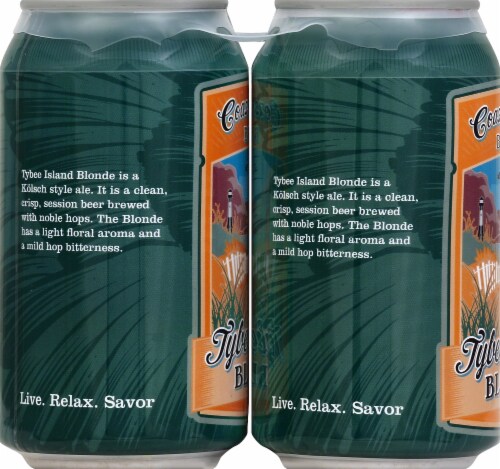 Tybee Island Blonde is a
Kölsch style ale. It is a clean,
crisp, session beer brewed
with noble hops. The Blonde
has a light floral aroma and
a mild hop bitterness.
Live. Relax. Savor
Tybee Island Blonde is a
Kölsch style ale. It is a clean,
crisp, session beer brewed
with noble hops. The Blonde
has a light floral aroma and
a mild hop bitterness.
Live. Relax. Savor